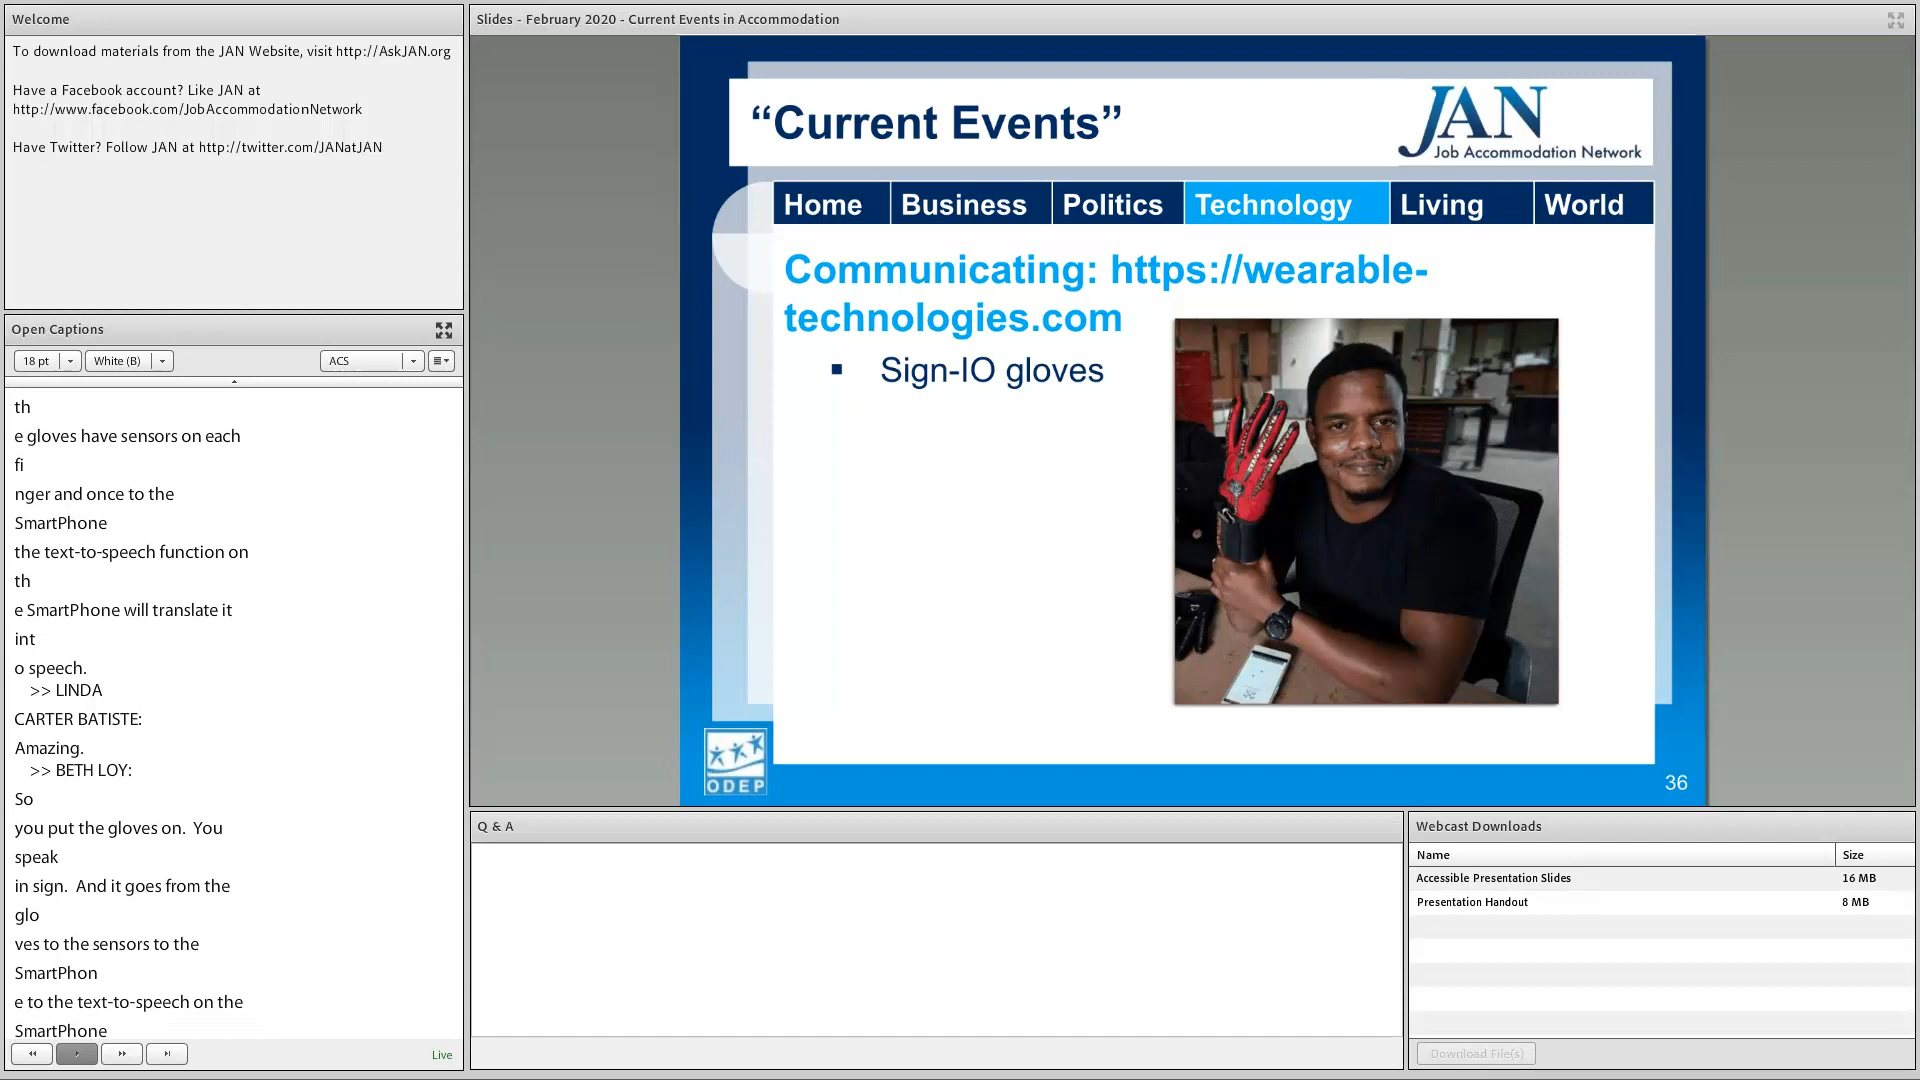 Welcome
To download materials from the JAN Website, visit http://AskJAN.org
Have a Facebook account? Like JAN at
http://www.facebook.com/JobAccommodationNetwork
Have Twitter? Follow JAN at http://twitter.com/JANatJAN
Open Captions
18 pt
White (B)
ACS
th
e gloves have sensors on each
fi
nger and once to the
SmartPhone
the text-to-speech function on
th
e SmartPhone will translate it
int
o speech.
>> LINDA
CARTER BATISTE:
Amazing.
>> BETH LOY:
So
you put the gloves on.  You
speak
in sign.  And it goes from the
glo
ves to the sensors to the
SmartPhon
e to the text-to-speech on the
SmartPhone
Live
Slides - February 2020 - Current Events in Accommodation
“Current Events”
JAN
Job Accommodation Network
Home Business Politics Technology Living World
Communicating: https://wearable-
technologies.com
▪ Sign-IO gloves
ODEP
36
Q & A
Webcast Downloads
Name Size
Accessible Presentation Slides 16 MB
Presentation Handout 8 MB
Download File(s)